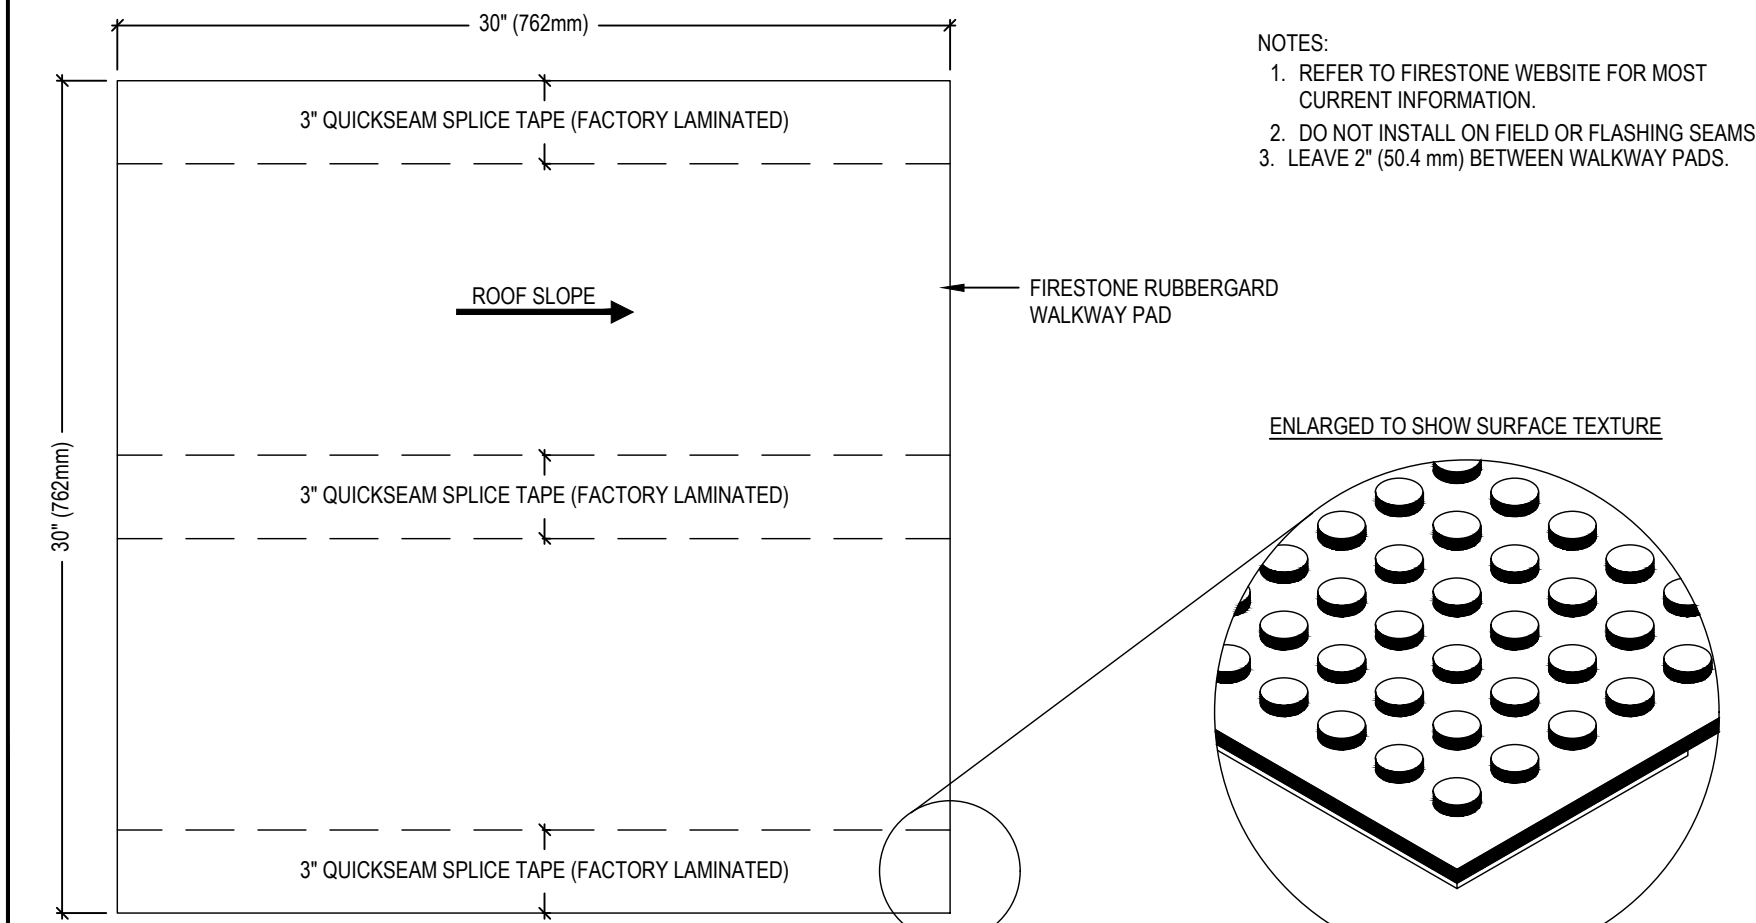 30" (762mm)
NOTES:
1. REFER TO FIRESTONE WEBSITE FOR MOST
CURRENT INFORMATION.
2. DO NOT INSTALL ON FIELD OR FLASHING SEAMS
3. LEAVE 2" (50.4 mm) BETWEEN WALKWAY PADS.
3" QUICKSEAM SPLICE TAPE (FACTORY LAMINATED)
ROOF SLOPE
FIRESTONE RUBBERGARD
WALKWAY PAD
30" (762mm)
3" QUICKSEAM SPLICE TAPE (FACTORY LAMINATED)
ENLARGED TO SHOW SURFACE TEXTURE
3" QUICKSEAM SPLICE TAPE (FACTORY LAMINATED)